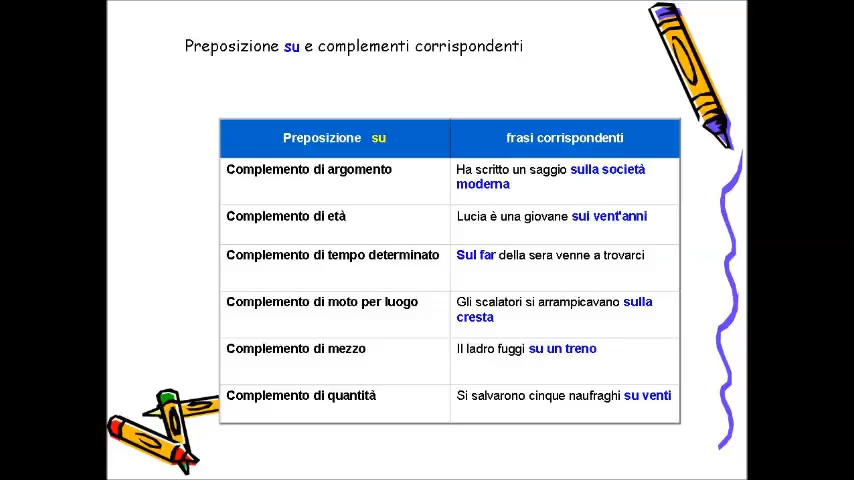 Preposizione su e complementi corrispondenti
Preposizione su
frasi corrispondenti
Complemento di argomento
Ha scritto un saggio sulla società
moderna
Complemento di età
Lucia è una giovane sui vent'anni
Complemento di tempo determinato
Sul far della sera venne a trovarci
Complemento di moto per luogo
Gli scalatori si arrampicavano sulla
cresta
Complemento di mezzo
Il ladro fuggì su un treno
Complemento di quantità
Si salvarono cinque naufraghi su venti